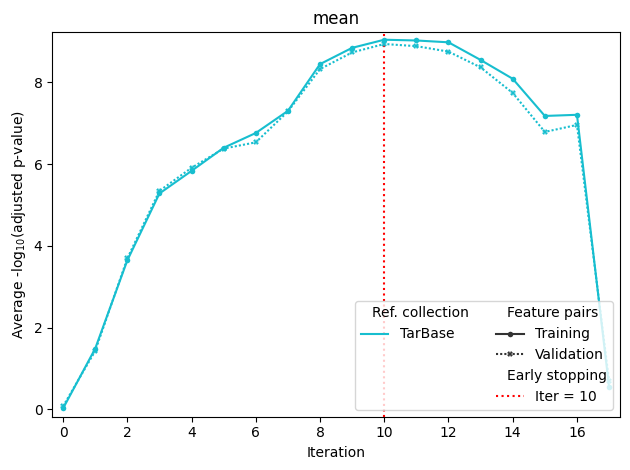 mean
Average -log10(adjusted p-value)
8
6
4
2
0
Ref. collection
TarBase
Feature pairs
Training
Validation
Early stopping
Iter = 10
0 2 4 6 8 10 12 14 16
Iteration